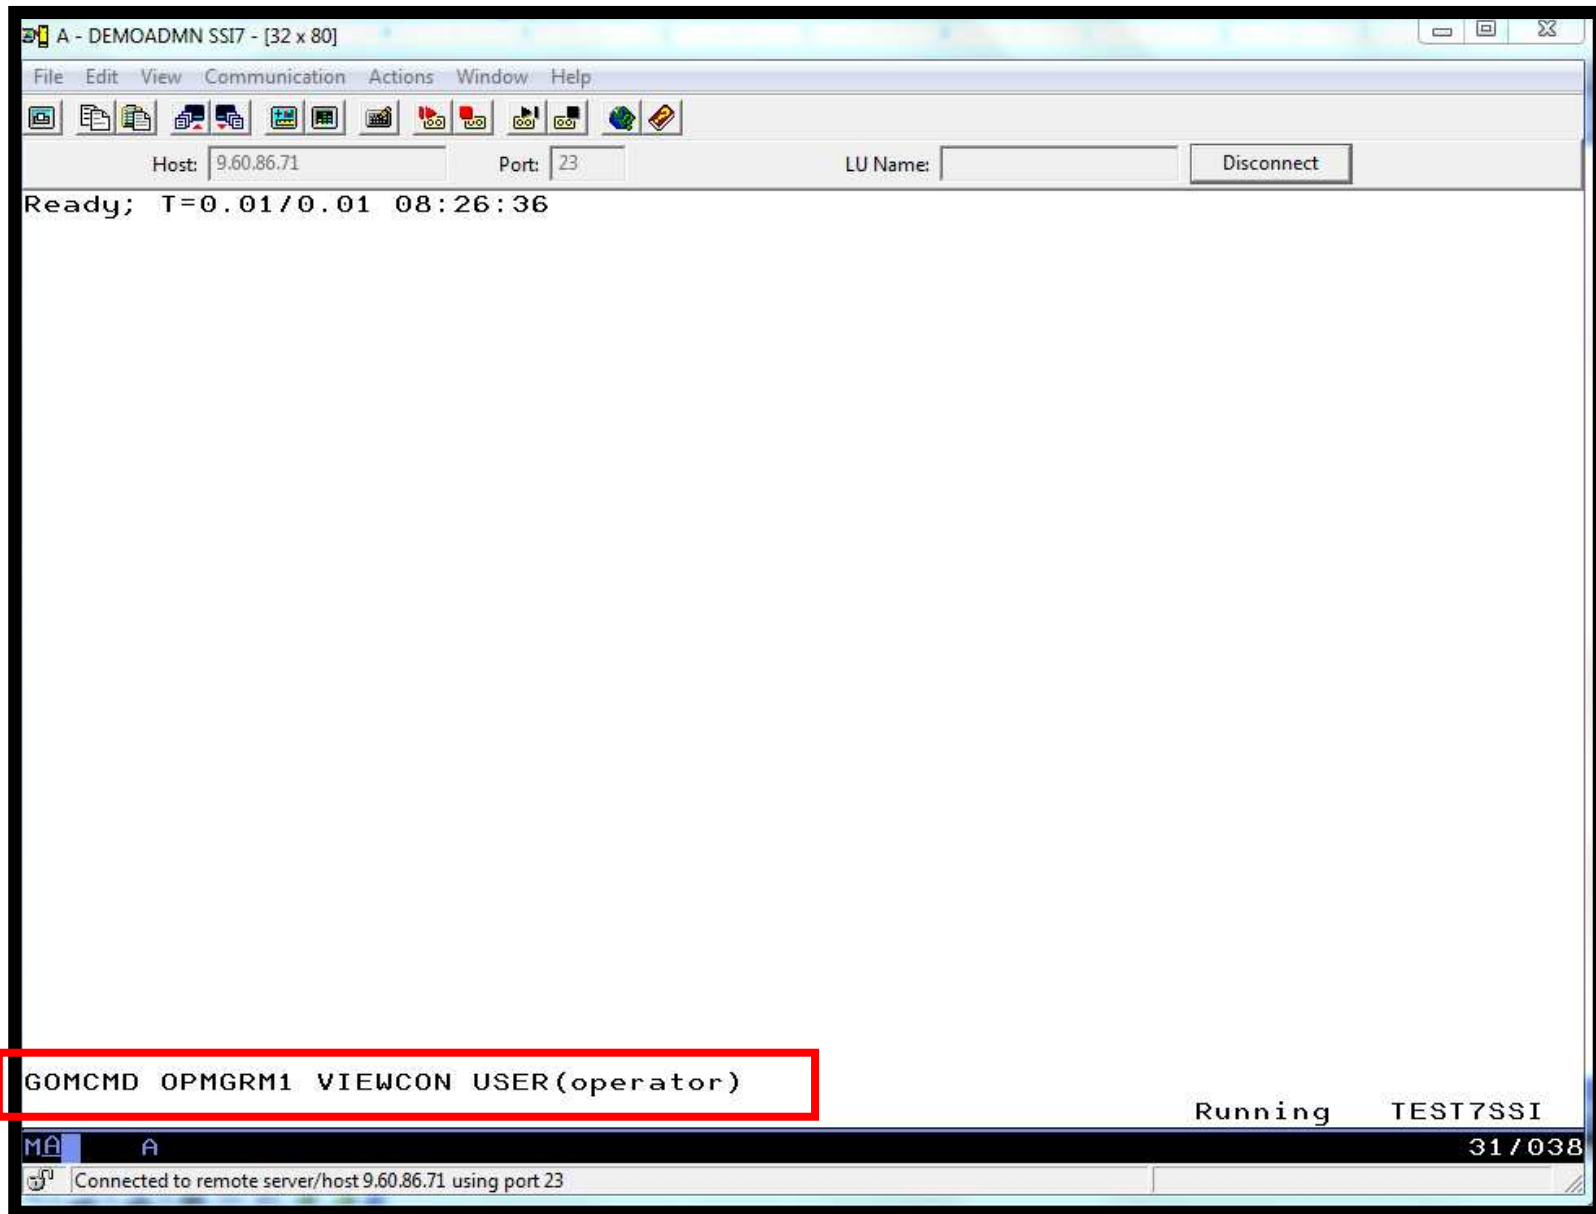 A - DEMOADMN SSI7 - [32 x 80]
File Edit View Communication Actions Window Help
Host: 9.60.86.71 Port: 23 LU Name: Disconnect
Ready; T=0.01/0.01 08:26:36
GOMCMD OPMGRM1 VIEWCON USER(operator)
Running TEST7SSI
MA A 31/038
Connected to remote server/host 9.60.86.71 using port 23